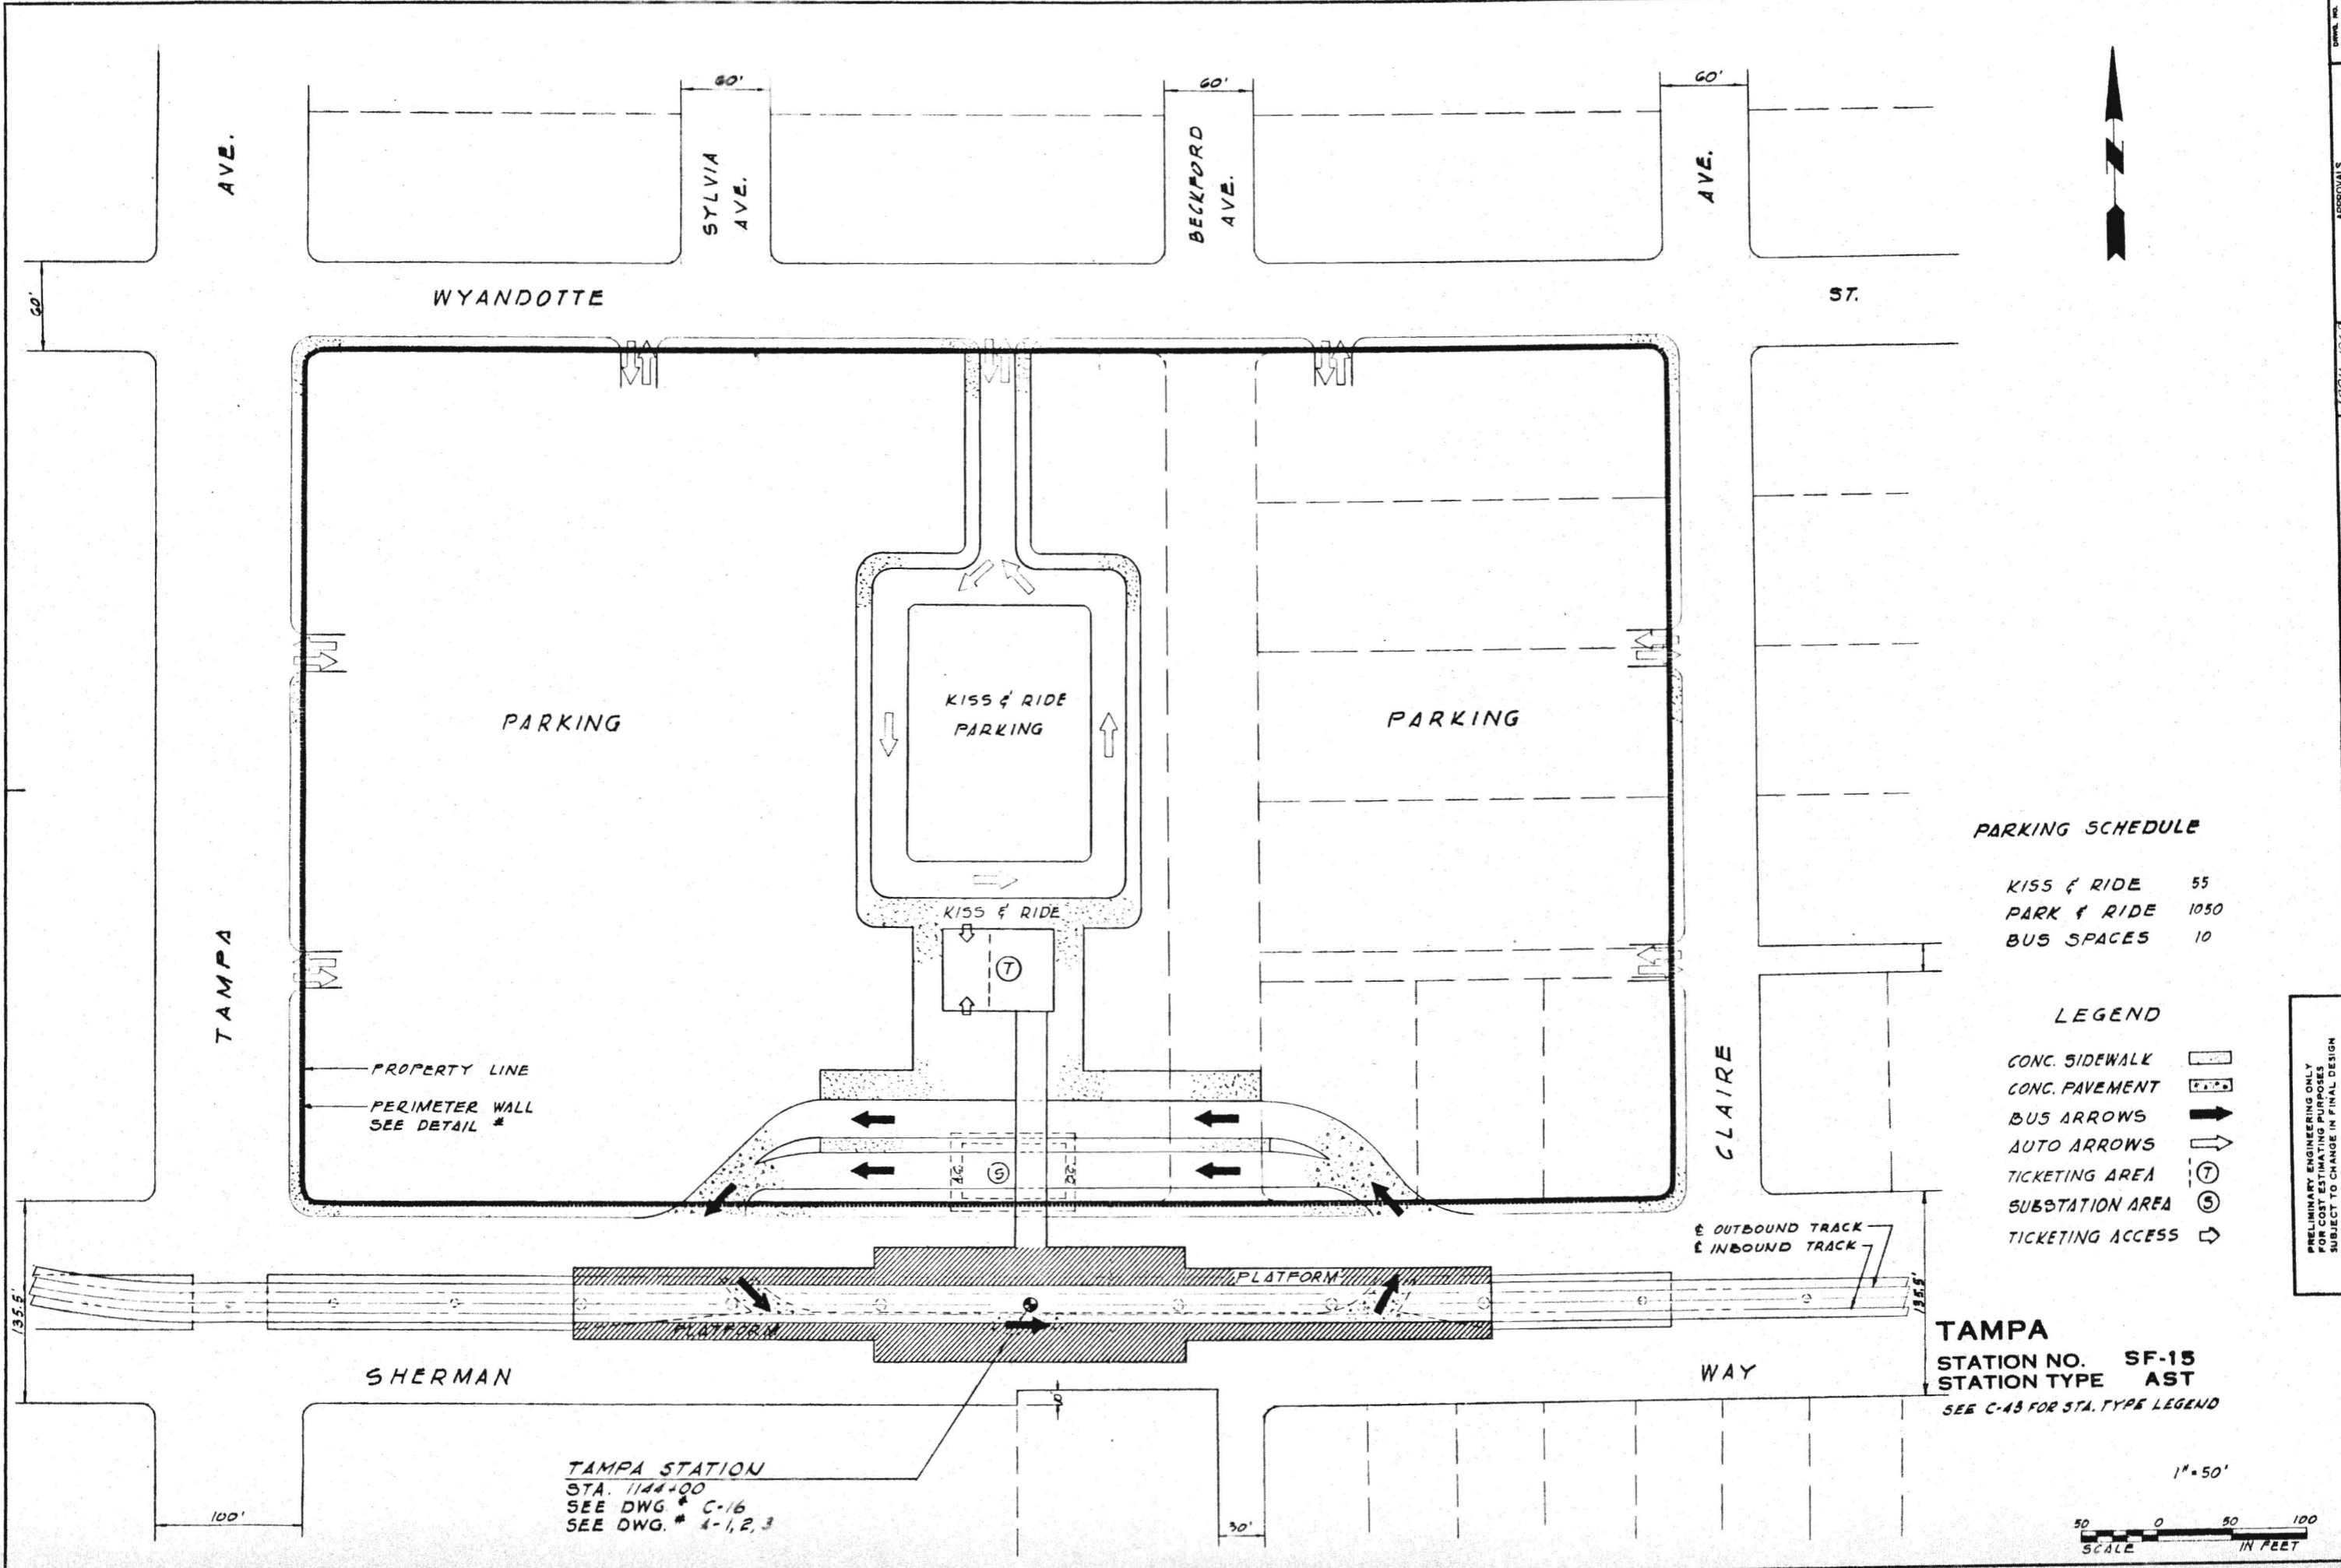 60'
60'
60'
AVE.
SYLVIA
AVE.
BECKFORD
AVE.
AVE.
N
DRWG. NO.
APPROVALS
60'
WYANDOTTE
ST.
PARKING
KISS & RIDE
PARKING
PARKING
PARKING SCHEDULE
KISS & RIDE 55
PARK & RIDE 1050
BUS SPACES 10
KISS & RIDE
T
TAMPA
CLAIRE
PROPERTY LINE
PERIMETER WALL
SEE DETAIL #
S
LEGEND
CONC. SIDEWALK
CONC. PAVEMENT
BUS ARROWS
AUTO ARROWS
TICKETING AREA T
SUBSTATION AREA S
TICKETING ACCESS
PRELIMINARY ENGINEERING ONLY
FOR COST ESTIMATING PURPOSES
SUBJECT TO CHANGE IN FINAL DESIGN
℄ OUTBOUND TRACK
℄ INBOUND TRACK
PLATFORM
PLATFORM
135.5'
135.5'
SHERMAN
WAY
TAMPA
STATION NO. SF-15
STATION TYPE AST
SEE C-45 FOR STA. TYPE LEGEND
TAMPA STATION
STA. 1144+00
SEE DWG. # C-16
SEE DWG. # A-1, 2, 3
100'
30'
1"=50'
50 0 50 100
SCALE IN FEET